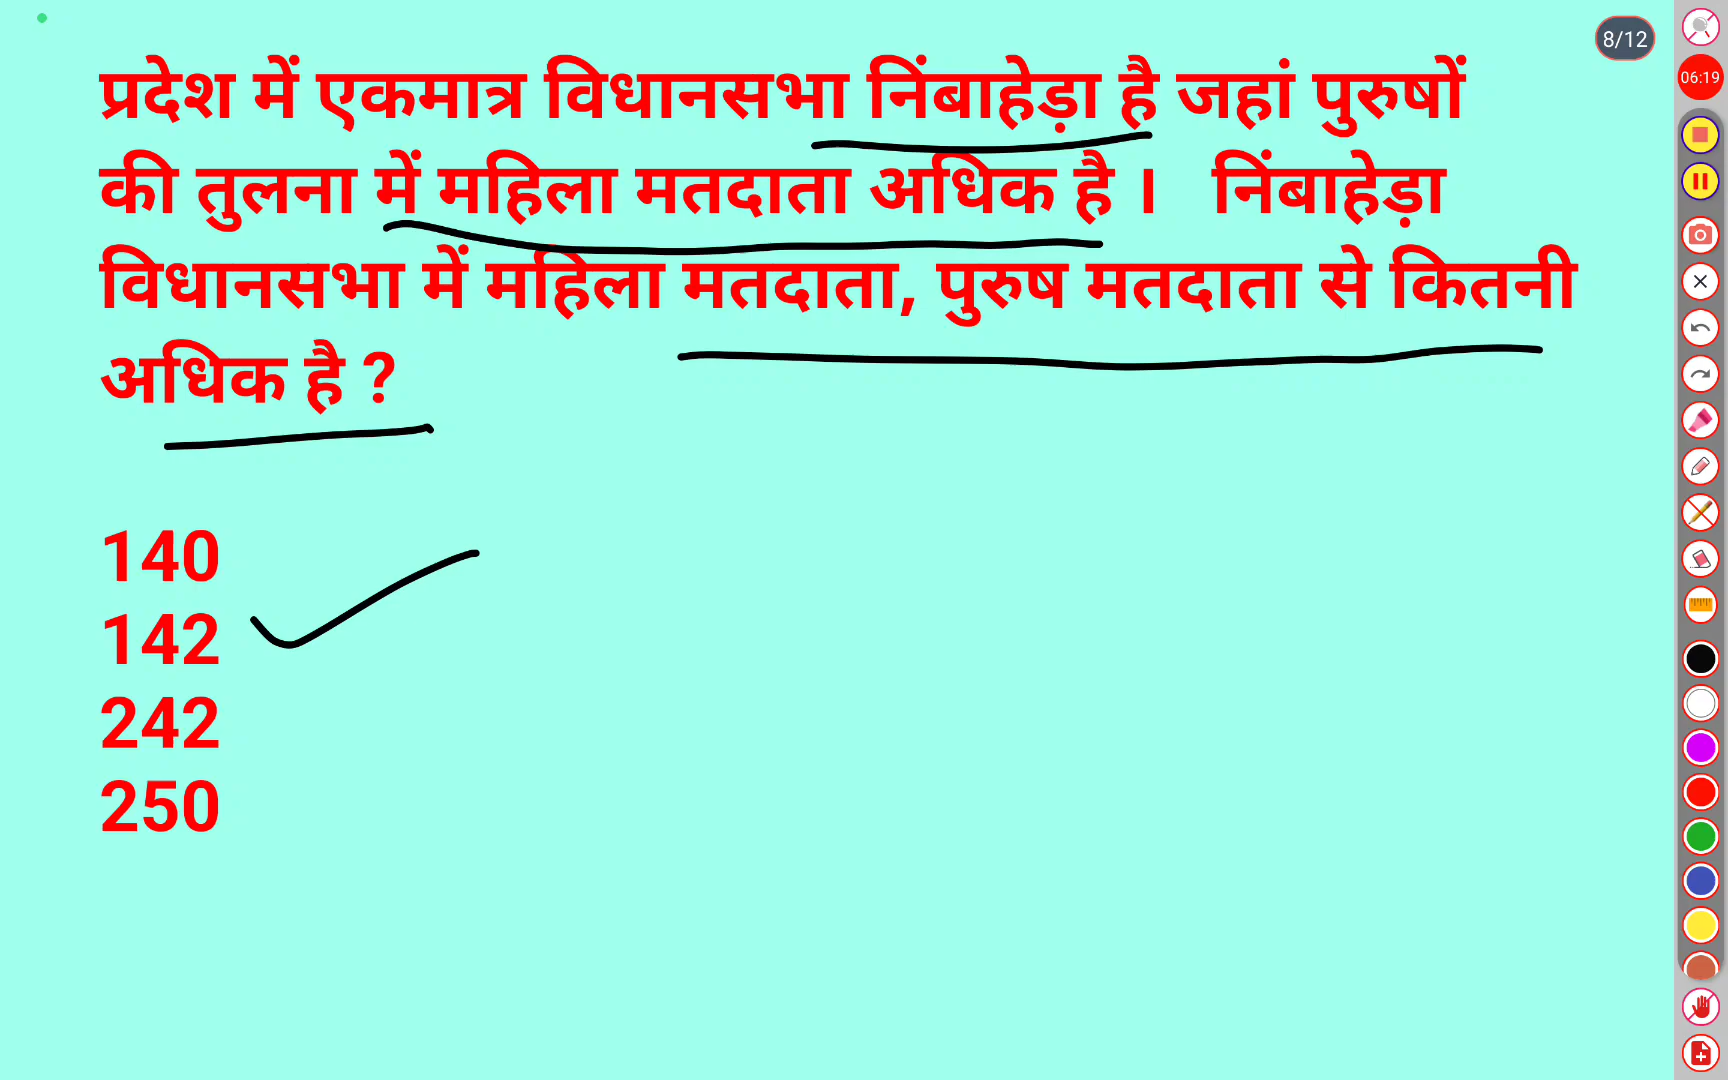 8/12
06:19
प्रदेश में एकमात्र विधानसभा निंबाहेड़ा है जहां पुरुषों
की तुलना में महिला मतदाता अधिक है । निंबाहेड़ा
विधानसभा में महिला मतदाता, पुरुष मतदाता से कितनी
अधिक है ?
140
142
242
250